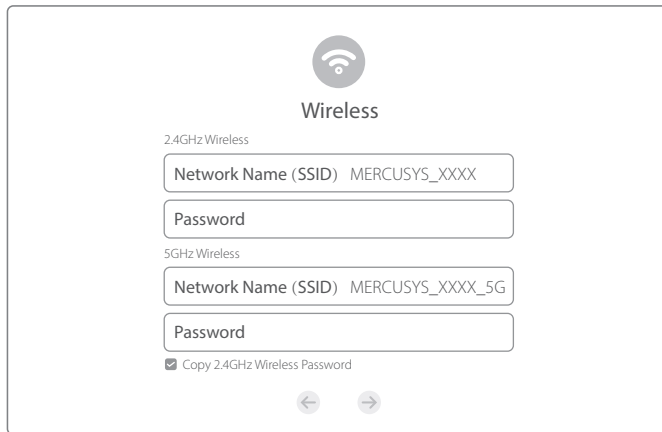 Wireless
2.4GHz Wireless
Network Name (SSID) MERCUSYS_XXXX
Password
5GHz Wireless
Network Name (SSID) MERCUSYS_XXXX_5G
Password
Copy 2.4GHz Wireless Password